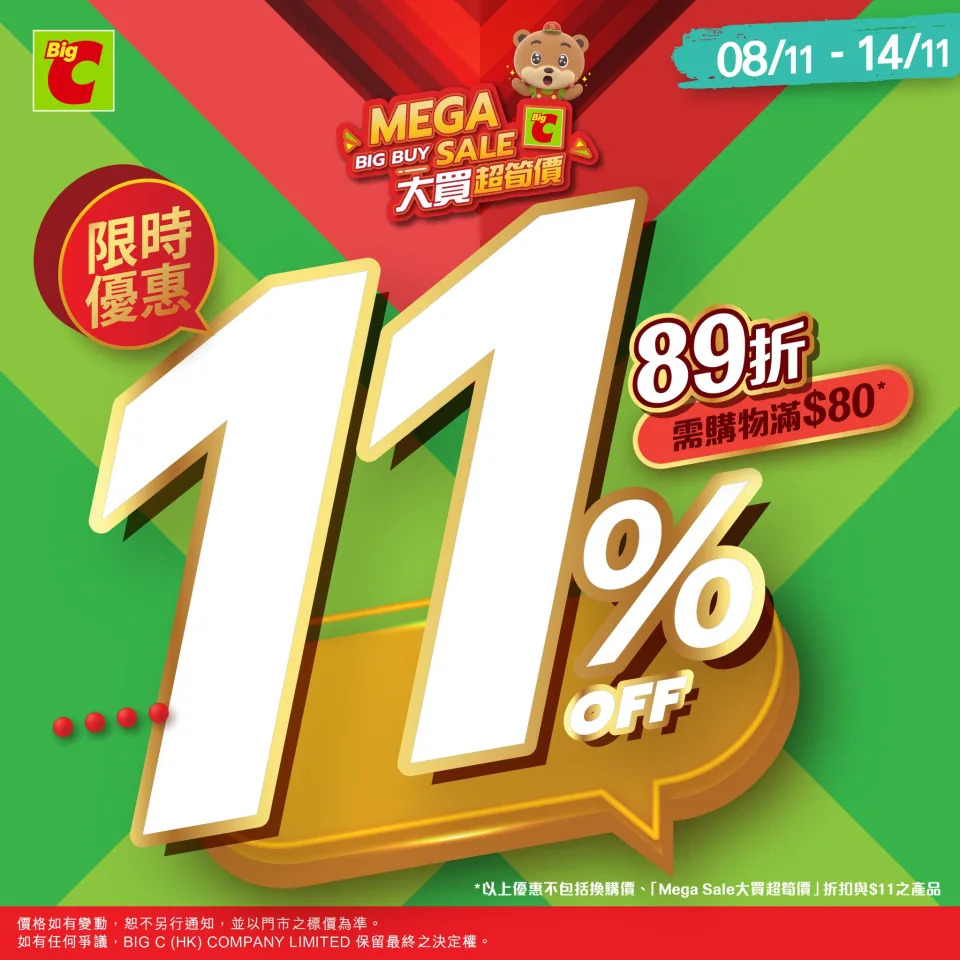 Big C
08/11 - 14/11
MEGA
BIG BUY SALE
Big C
大買超筍價
限時
優惠
11% OFF
89折
需購物滿$80*
*以上優惠不包括換購價、「Mega Sale大買超筍價」折扣與$11之產品
價格如有變動，恕不另行通知，並以門市之標價為準。
如有任何爭議，BIG C (HK) COMPANY LIMITED 保留最終之決定權。